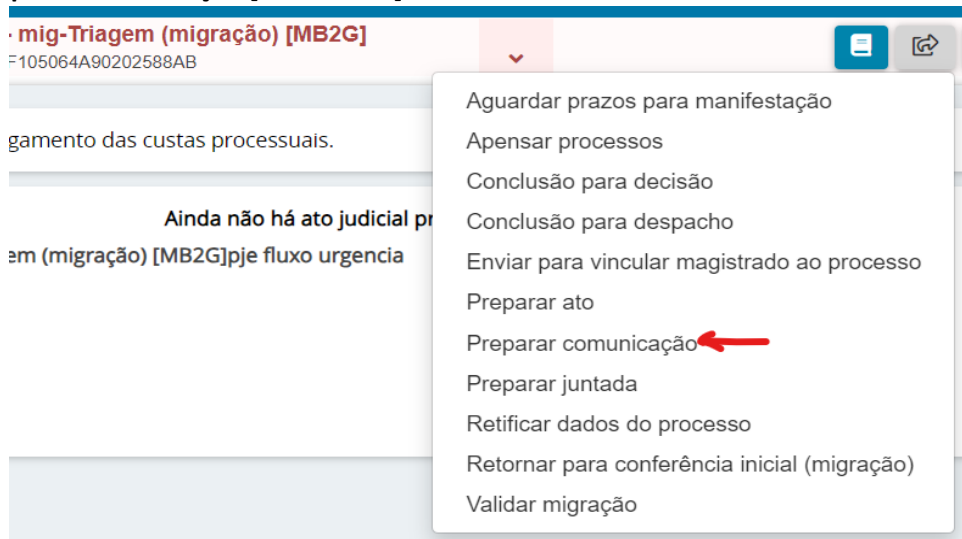 mig-Triagem (migração) [MB2G]
F105064A90202588AB
gamento das custas processuais.
Ainda não há ato judicial pr
em (migração) [MB2G]pje fluxo urgencia
Aguardar prazos para manifestação
Apensar processos
Conclusão para decisão
Conclusão para despacho
Enviar para vincular magistrado ao processo
Preparar ato
Preparar comunicação
Preparar juntada
Retificar dados do processo
Retornar para conferência inicial (migração)
Validar migração